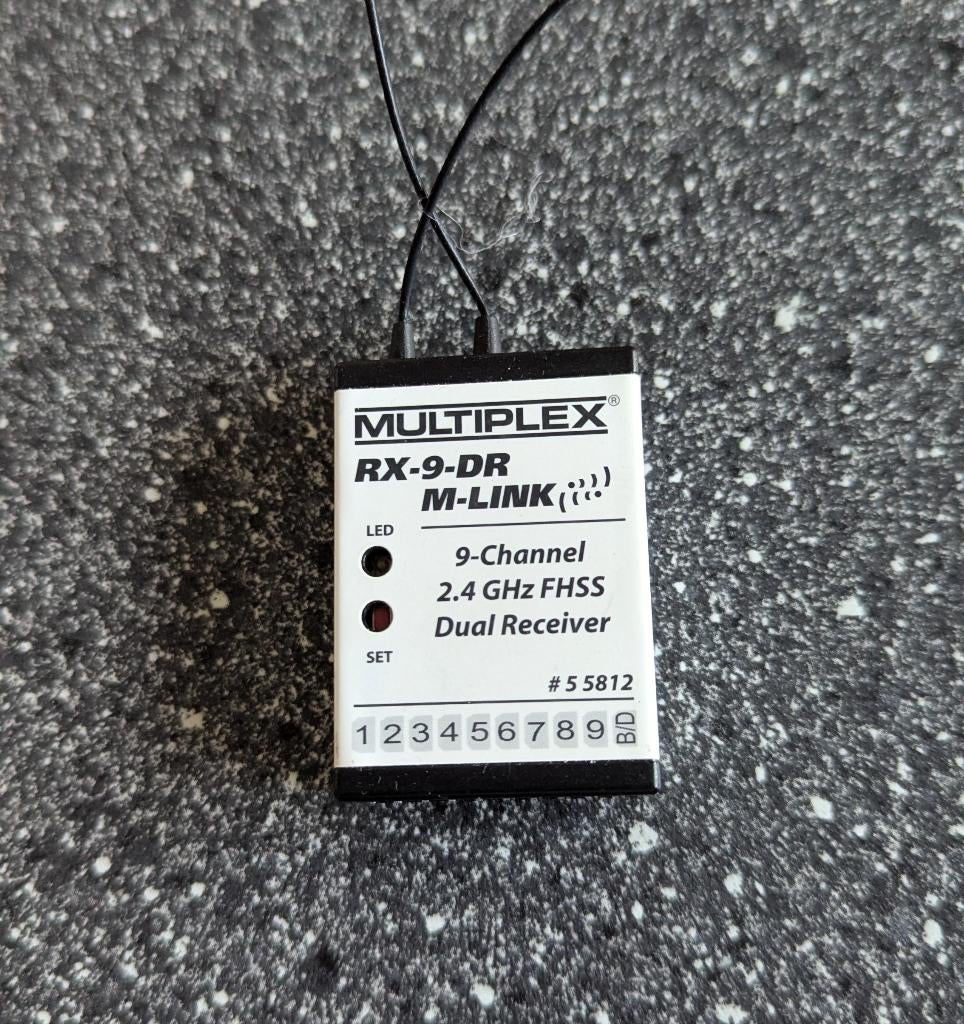 MULTIPLEX®
RX-9-DR
M-LINK
LED
9-Channel
2.4 GHz FHSS
Dual Receiver
SET
# 5 5812
1 2 3 4 5 6 7 8 9 B/D